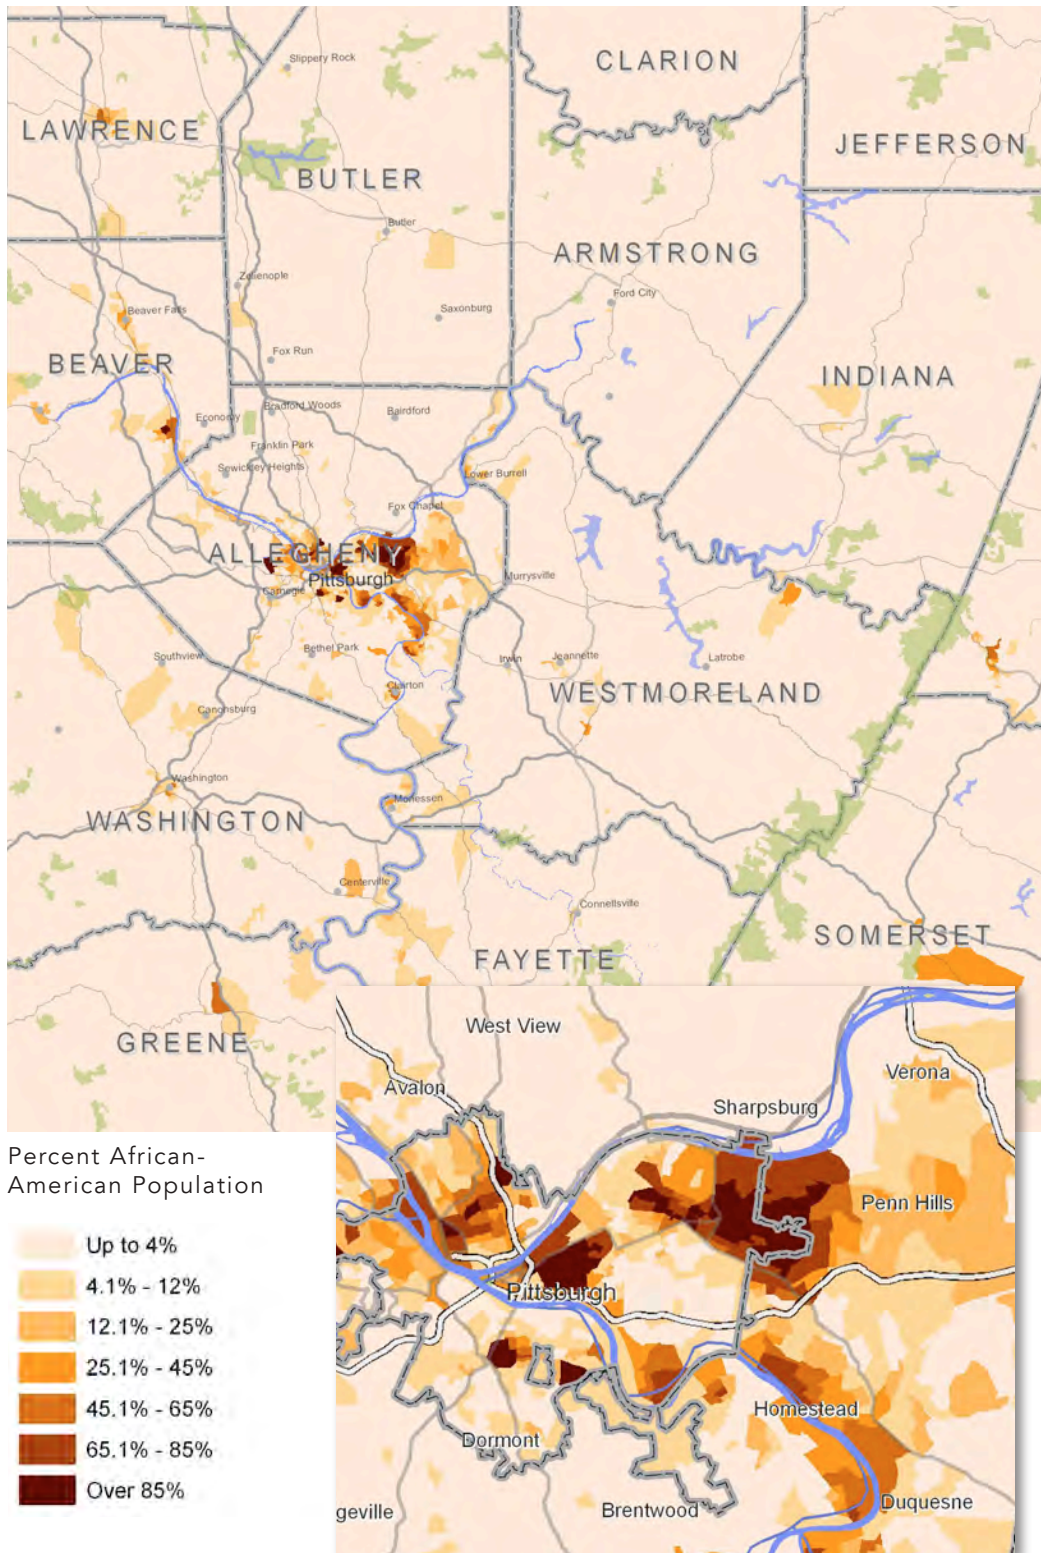 Slippery Rock
CLARION
LAWRENCE
JEFFERSON
BUTLER
Butler
ARMSTRONG
Zelienople
Ford City
Beaver Falls
Saxonburg
Fox Run
BEAVER
INDIANA
Bradford Woods
Economy
Bairdford
Franklin Park
Sewickley Heights
Lower Burrell
Fox Chapel
ALLEGHENY
Pittsburgh
Murrysville
Carnegie
Bethel Park
Southview
Irwin
Jeannette
Latrobe
Clairton
WESTMORELAND
Canonsburg
Washington
Monessen
WASHINGTON
Centerville
Connellsville
SOMERSET
FAYETTE
GREENE
West View
Verona
Avalon
Sharpsburg
Penn Hills
Pittsburgh
Homestead
Dormont
Brentwood
Duquesne
geville
Percent African-
American Population
Up to 4%
4.1% - 12%
12.1% - 25%
25.1% - 45%
45.1% - 65%
65.1% - 85%
Over 85%